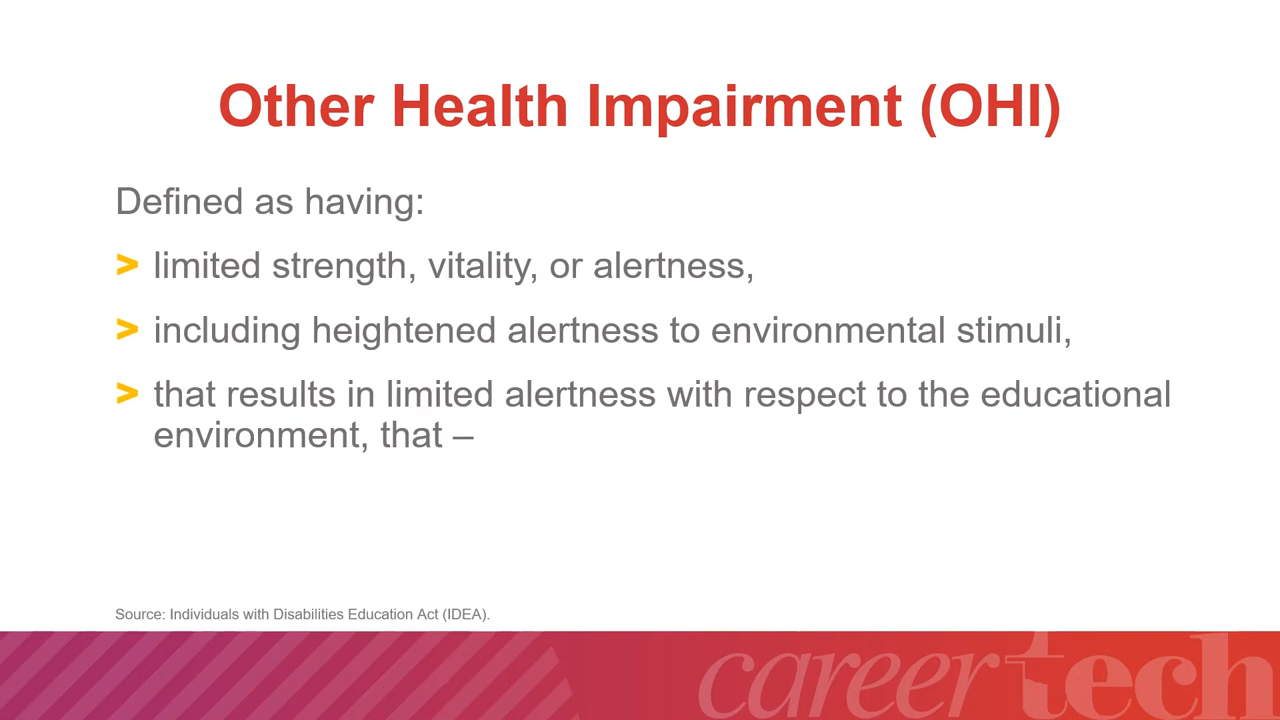 Other Health Impairment (OHI)
Defined as having:
> limited strength, vitality, or alertness,
> including heightened alertness to environmental stimuli,
> that results in limited alertness with respect to the educational
environment, that –
Source: Individuals with Disabilities Education Act (IDEA).
careertech